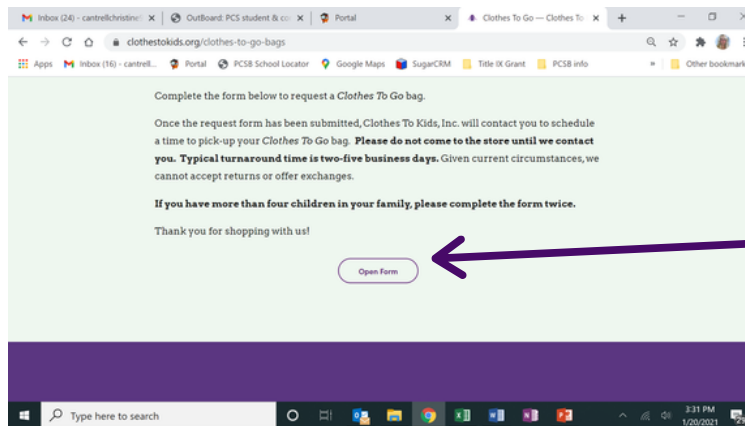 Inbox (24) - cantrellchristine
OutBoard: PCS student & co
Portal
Clothes To Go — Clothes To
clothestokids.org/clothes-to-go-bags
Apps
Inbox (16) - cantrell...
Portal
PCSB School Locator
Google Maps
SugarCRM
Title IX Grant
PCSB info
»
Other bookmark
Complete the form below to request a Clothes To Go bag.
Once the request form has been submitted, Clothes To Kids, Inc. will contact you to schedule
a time to pick-up your Clothes To Go bag. Please do not come to the store until we contact
you. Typical turnaround time is two-five business days. Given current circumstances, we
cannot accept returns or offer exchanges.
If you have more than four children in your family, please complete the form twice.
Thank you for shopping with us!
Open Form
Type here to search
3:31 PM
1/20/2021